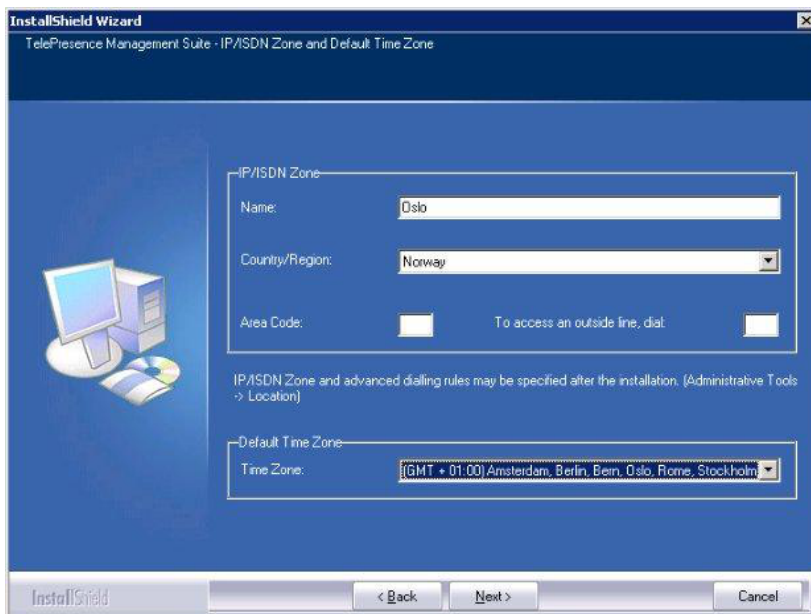 InstallShield Wizard
TelePresence Management Suite - IP/ISDN Zone and Default Time Zone
IP/ISDN Zone
Name:
Oslo
Country/Region:
Norway
Area Code:
To access an outside line, dial:
IP/ISDN Zone and advanced dialling rules may be specified after the installation. (Administrative Tools
-> Location)
Default Time Zone
Time Zone:
(GMT + 01:00) Amsterdam, Berlin, Bern, Oslo, Rome, Stockholm
InstallShield
< Back
Next >
Cancel